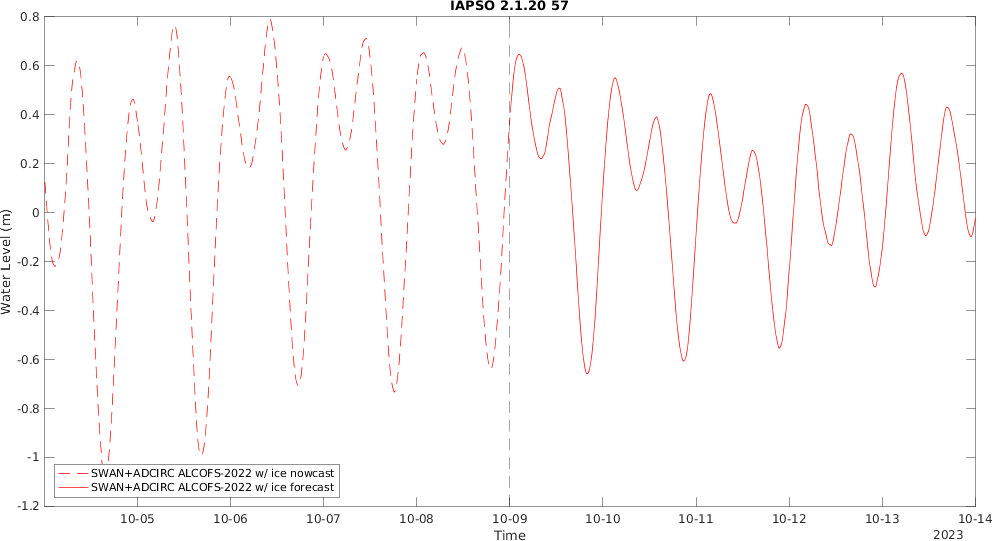 IAPSO 2.1.20 57
0.8
0.6
0.4
0.2
0
-0.2
-0.4
-0.6
-0.8
-1
-1.2
Water Level (m)
SWAN+ADCIRC ALCOFS-2022 w/ ice nowcast
SWAN+ADCIRC ALCOFS-2022 w/ ice forecast
10-05 10-06 10-07 10-08 10-09 10-10 10-11 10-12 10-13 10-14
Time
2023